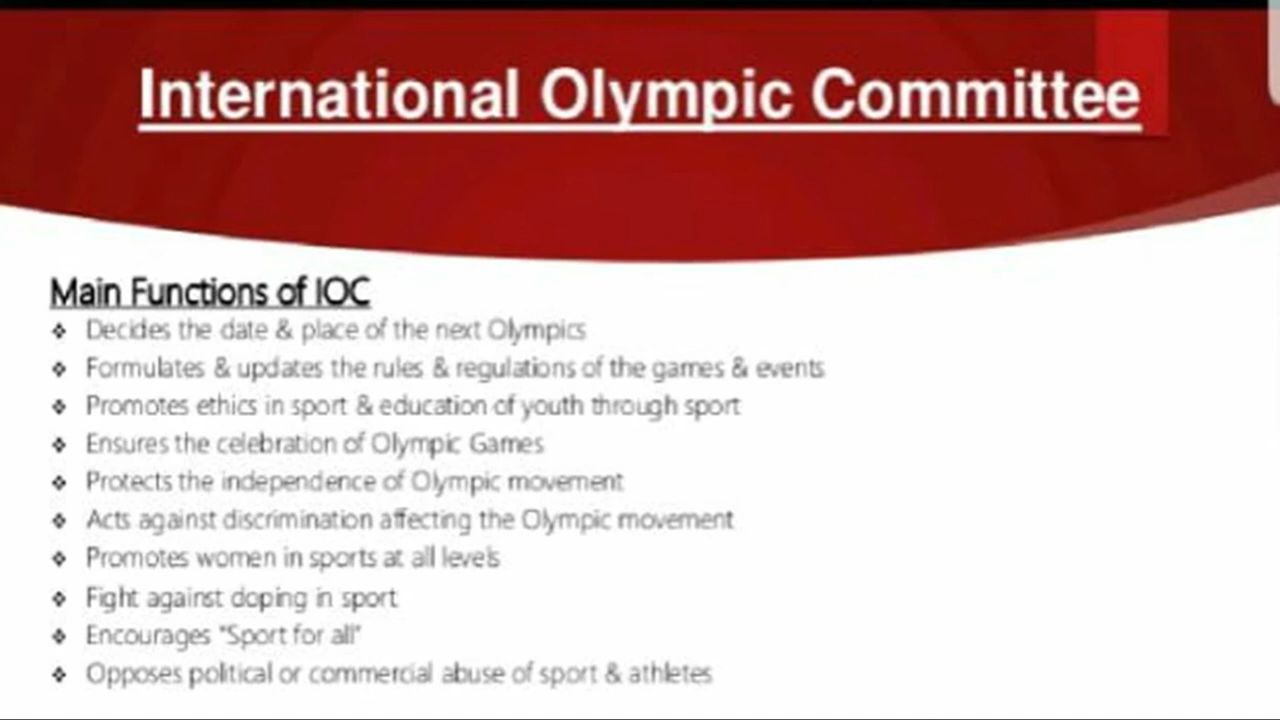 International Olympic Committee
Main Functions of IOC
❖ Decides the date & place of the next Olympics
❖ Formulates & updates the rules & regulations of the games & events
❖ Promotes ethics in sport & education of youth through sport
❖ Ensures the celebration of Olympic Games
❖ Protects the independence of Olympic movement
❖ Acts against discrimination affecting the Olympic movement
❖ Promotes women in sports at all levels
❖ Fight against doping in sport
❖ Encourages "Sport for all"
❖ Opposes political or commercial abuse of sport & athletes